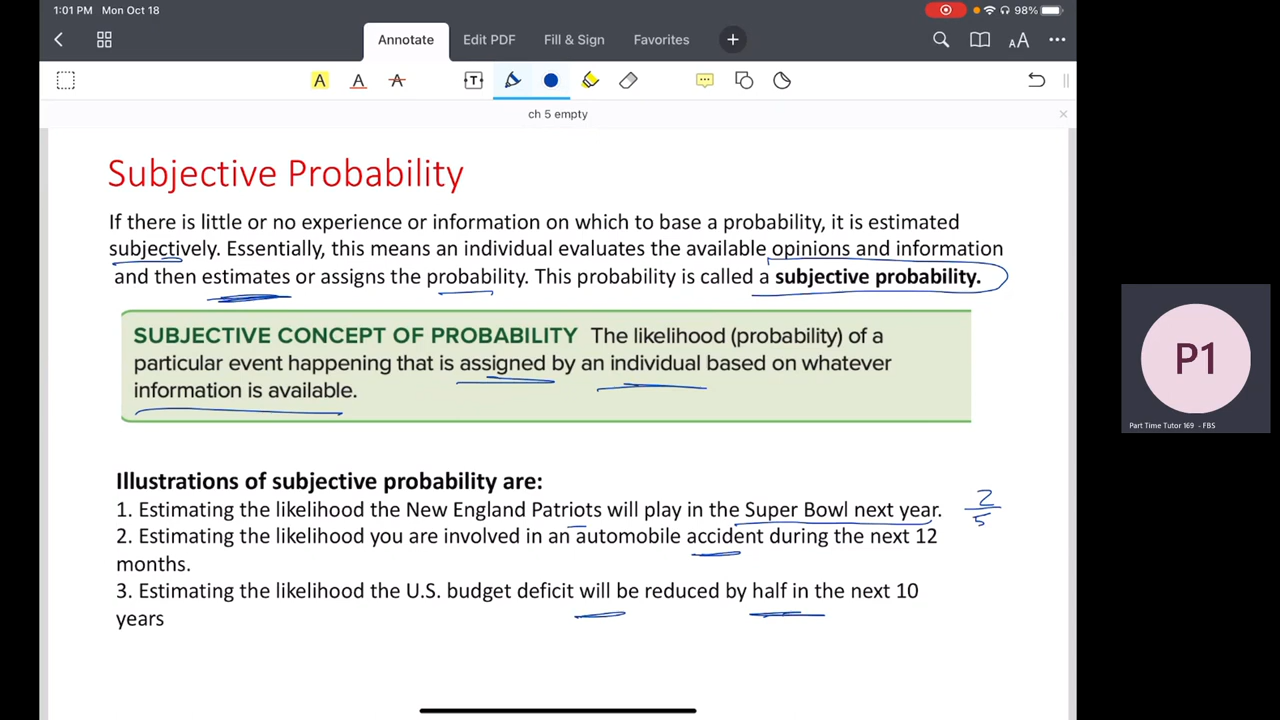 1:01 PM Mon Oct 18
98%
Annotate Edit PDF Fill & Sign Favorites
A A A T
AA
ch 5 empty
Subjective Probability
If there is little or no experience or information on which to base a probability, it is estimated
subjectively. Essentially, this means an individual evaluates the available opinions and information
and then estimates or assigns the probability. This probability is called a subjective probability.
SUBJECTIVE CONCEPT OF PROBABILITY The likelihood (probability) of a
particular event happening that is assigned by an individual based on whatever
information is available.
Illustrations of subjective probability are:
1. Estimating the likelihood the New England Patriots will play in the Super Bowl next year.
2
5
2. Estimating the likelihood you are involved in an automobile accident during the next 12
months.
3. Estimating the likelihood the U.S. budget deficit will be reduced by half in the next 10
years
P1
Part Time Tutor 169 - FBS